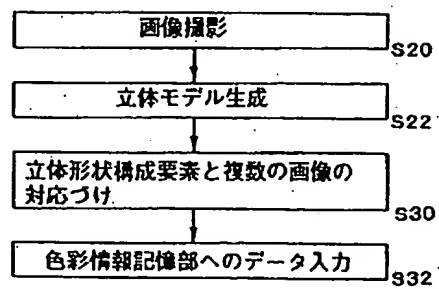 画像撮影
S20
立体モデル生成
S22
立体形状構成要素と複数の画像の
対応づけ
S30
色彩情報記憶部へのデータ入力
S32